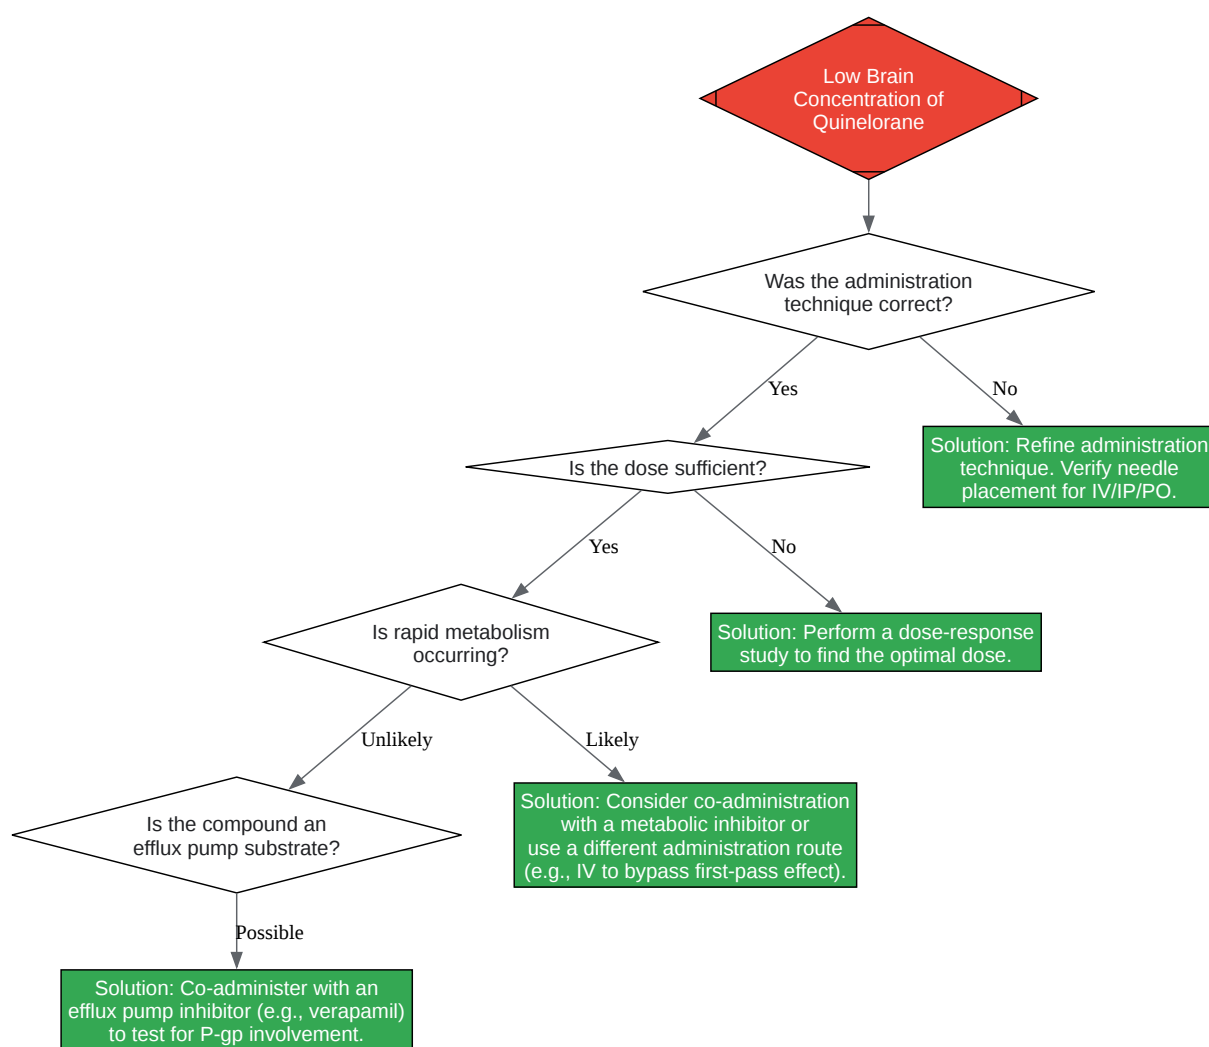 Low Brain
Concentration of
Quinelorane
Was the administration
technique correct?
Yes
No
Solution: Refine administration
technique. Verify needle
placement for IV/IP/PO.
Is the dose sufficient?
Yes
No
Solution: Perform a dose-response
study to find the optimal dose.
Is rapid metabolism
occurring?
Unlikely
Likely
Solution: Consider co-administration
with a metabolic inhibitor or
use a different administration route
(e.g., IV to bypass first-pass effect).
Is the compound an
efflux pump substrate?
Possible
Solution: Co-administer with an
efflux pump inhibitor (e.g., verapamil)
to test for P-gp involvement.